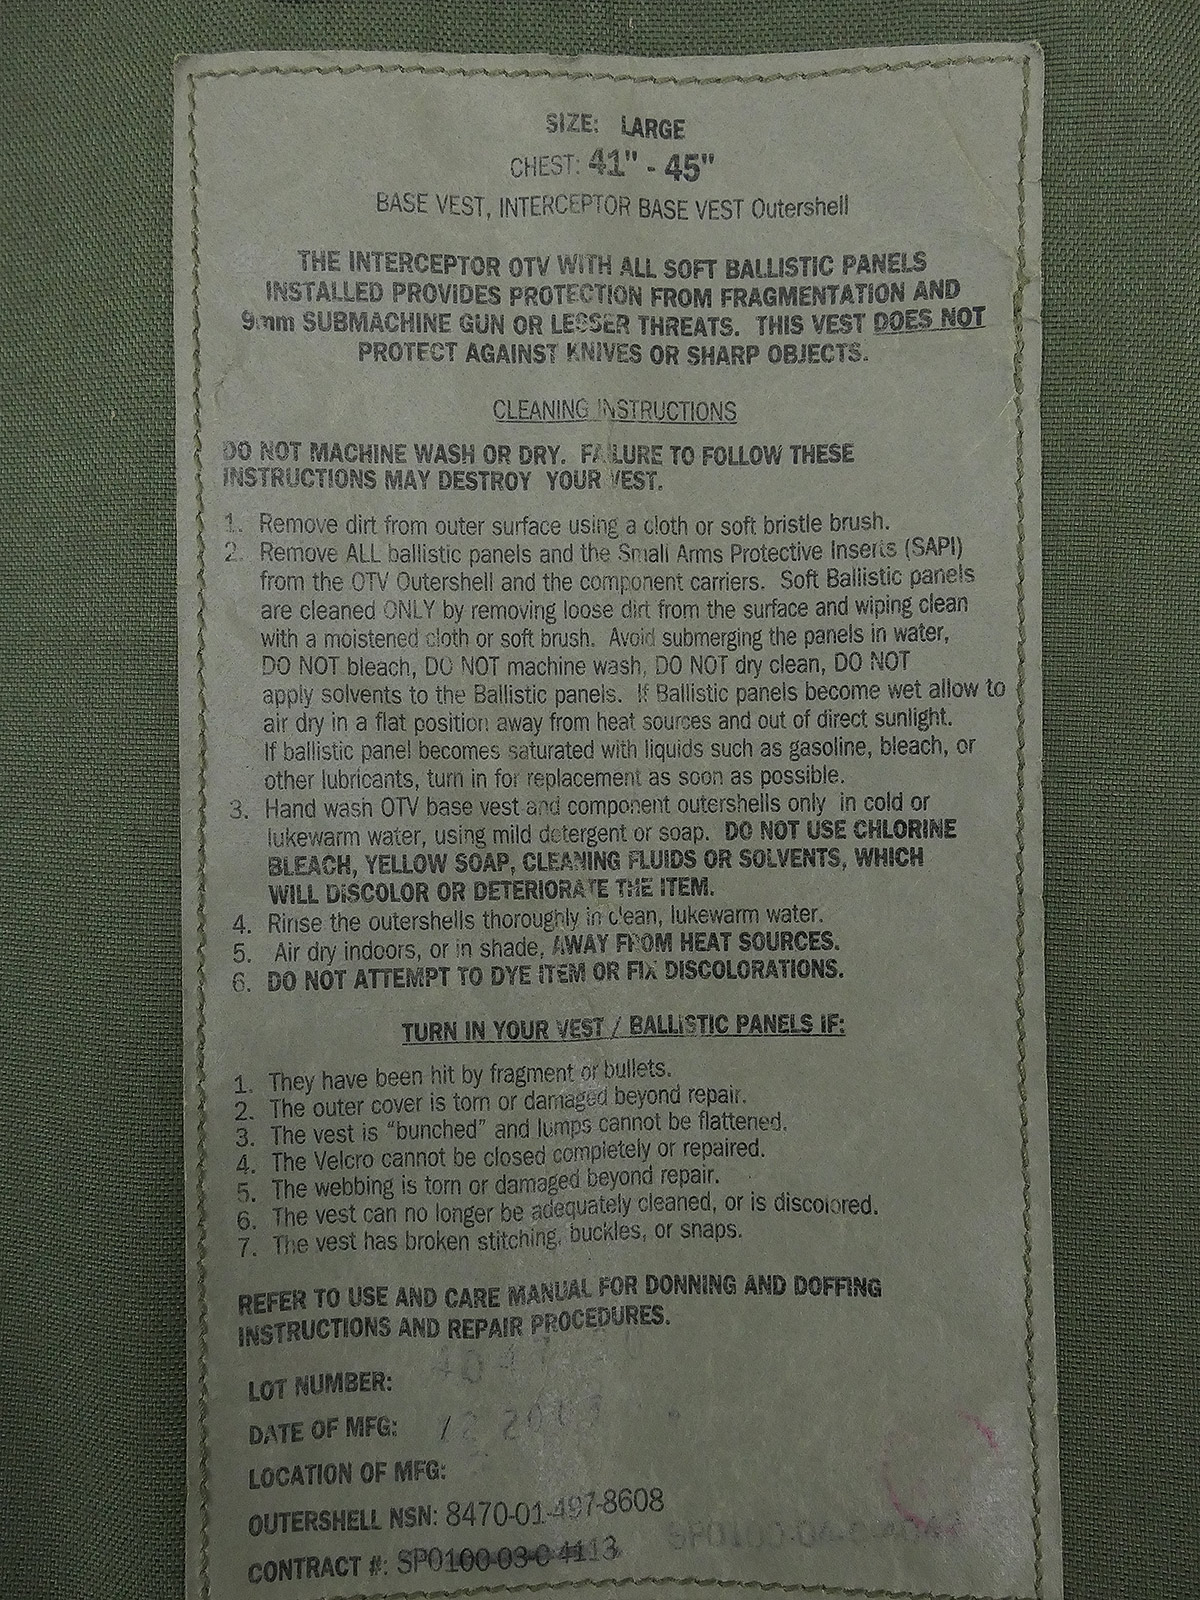 SIZE: LARGE
CHEST: 41" - 45"
BASE VEST, INTERCEPTOR BASE VEST Outershell
THE INTERCEPTOR OTV WITH ALL SOFT BALLISTIC PANELS
INSTALLED PROVIDES PROTECTION FROM FRAGMENTATION AND
9mm SUBMACHINE GUN OR LESSER THREATS. THIS VEST DOES NOT
PROTECT AGAINST KNIVES OR SHARP OBJECTS.
CLEANING INSTRUCTIONS
DO NOT MACHINE WASH OR DRY. FAILURE TO FOLLOW THESE
INSTRUCTIONS MAY DESTROY YOUR VEST.
1. Remove dirt from outer surface using a cloth or soft bristle brush.
2. Remove ALL ballistic panels and the Small Arms Protective Inserts (SAPI)
from the OTV Outershell and the component carriers. Soft Ballistic panels
are cleaned ONLY by removing loose dirt from the surface and wiping clean
with a moistened cloth or soft brush. Avoid submerging the panels in water,
DO NOT bleach, DO NOT machine wash, DO NOT dry clean, DO NOT
apply solvents to the Ballistic panels. If Ballistic panels become wet allow to
air dry in a flat position away from heat sources and out of direct sunlight.
If ballistic panel becomes saturated with liquids such as gasoline, bleach, or
other lubricants, turn in for replacement as soon as possible.
3. Hand wash OTV base vest and component outershells only in cold or
lukewarm water, using mild detergent or soap. DO NOT USE CHLORINE
BLEACH, YELLOW SOAP, CLEANING FLUIDS OR SOLVENTS, WHICH
WILL DISCOLOR OR DETERIORATE THE ITEM.
4. Rinse the outershells thoroughly in clean, lukewarm water.
5. Air dry indoors, or in shade, AWAY FROM HEAT SOURCES.
6. DO NOT ATTEMPT TO DYE ITEM OR FIX DISCOLORATIONS.
TURN IN YOUR VEST / BALLISTIC PANELS IF:
1. They have been hit by fragment or bullets.
2. The outer cover is torn or damaged beyond repair.
3. The vest is “bunched” and lumps cannot be flattened.
4. The Velcro cannot be closed completely or repaired.
5. The webbing is torn or damaged beyond repair.
6. The vest can no longer be adequately cleaned, or is discolored.
7. The vest has broken stitching, buckles, or snaps.
REFER TO USE AND CARE MANUAL FOR DONNING AND DOFFING
INSTRUCTIONS AND REPAIR PROCEDURES.
LOT NUMBER:
DATE OF MFG: 12
LOCATION OF MFG:
OUTERSHELL NSN: 8470-01-497-8608
CONTRACT #: SP0100-03-0-4113